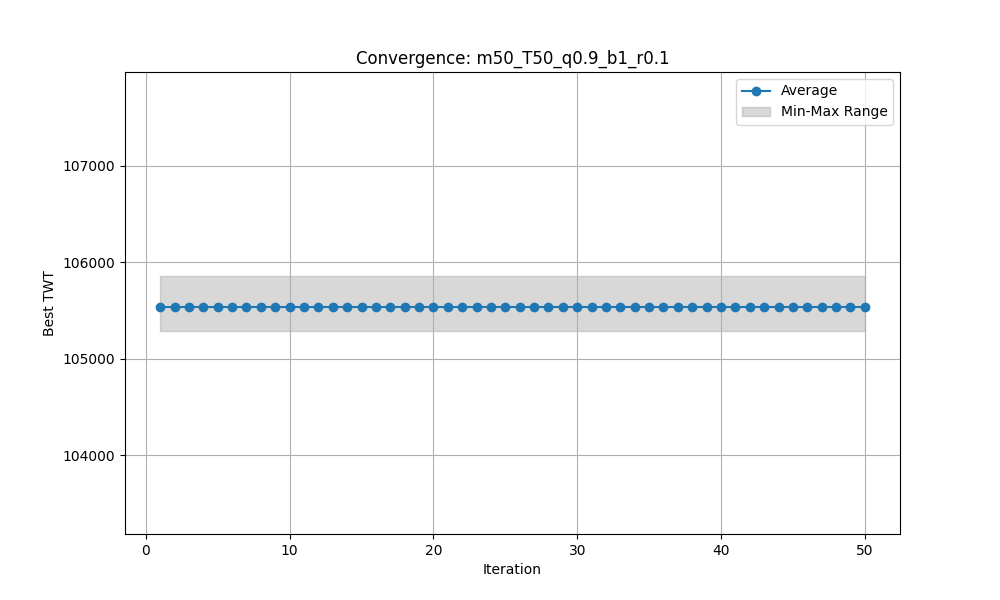 Convergence: m50_T50_q0.9_b1_r0.1
Average
Min-Max Range
Best TWT
107000
106000
105000
104000
0 10 20 30 40 50
Iteration